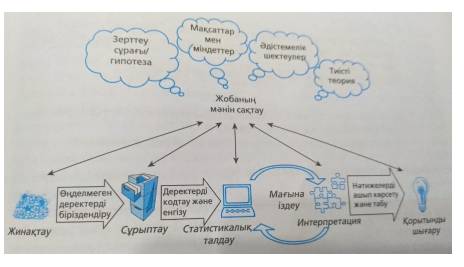 Зерттеу
сұрағы/
гипотеза
Мақсаттар
мен
міндеттер
Әдістемелік
шектеулер
Тиісті
теория
Жобаның
мәнін сақтау
Өңделмеген
деректерді
біріздендіру
Деректерді
кодтау және
енгізу
Мағына
іздеу
Нәтижелерді
ашып көрсету
және табу
Жинақтау
Сұрыптау
Статистикалық
талдау
Интерпретация
Қорытынды
шығару